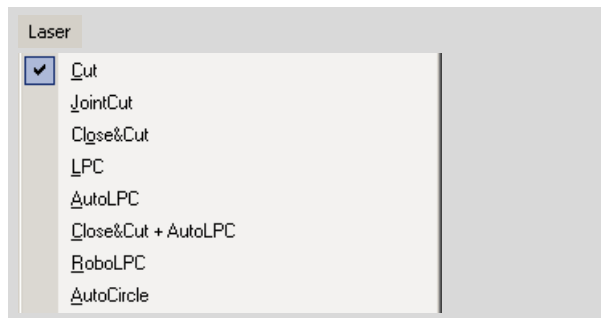 Laser
Cut
JointCut
Close&Cut
LPC
AutoLPC
Close&Cut + AutoLPC
RoboLPC
AutoCircle